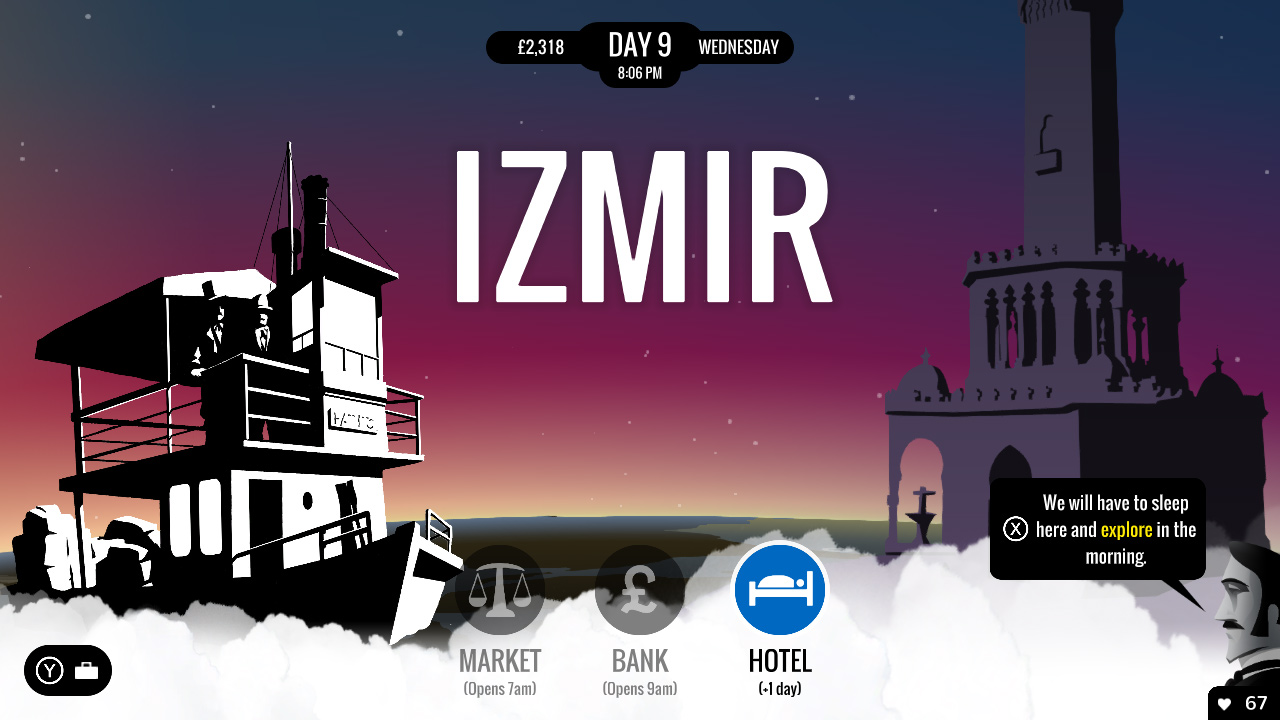 £2,318
DAY 9
WEDNESDAY
8:06 PM
IZMIR
We will have to sleep
X
here and explore in the
morning.
MARKET
(Opens 7am)
BANK
(Opens 9am)
HOTEL
(+1 day)
Y
67